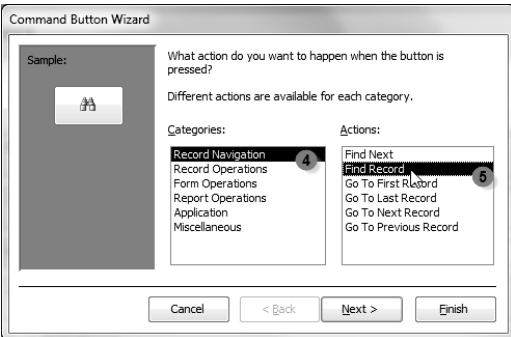 Command Button Wizard
Sample:
What action do you want to happen when the button is
pressed?
Different actions are available for each category.
Categories:
Actions:
Record Navigation
Record Operations
Form Operations
Report Operations
Application
Miscellaneous
4
Find Next
Find Record
Go To First Record
Go To Last Record
Go To Next Record
Go To Previous Record
5
Cancel
< Back
Next >
Finish